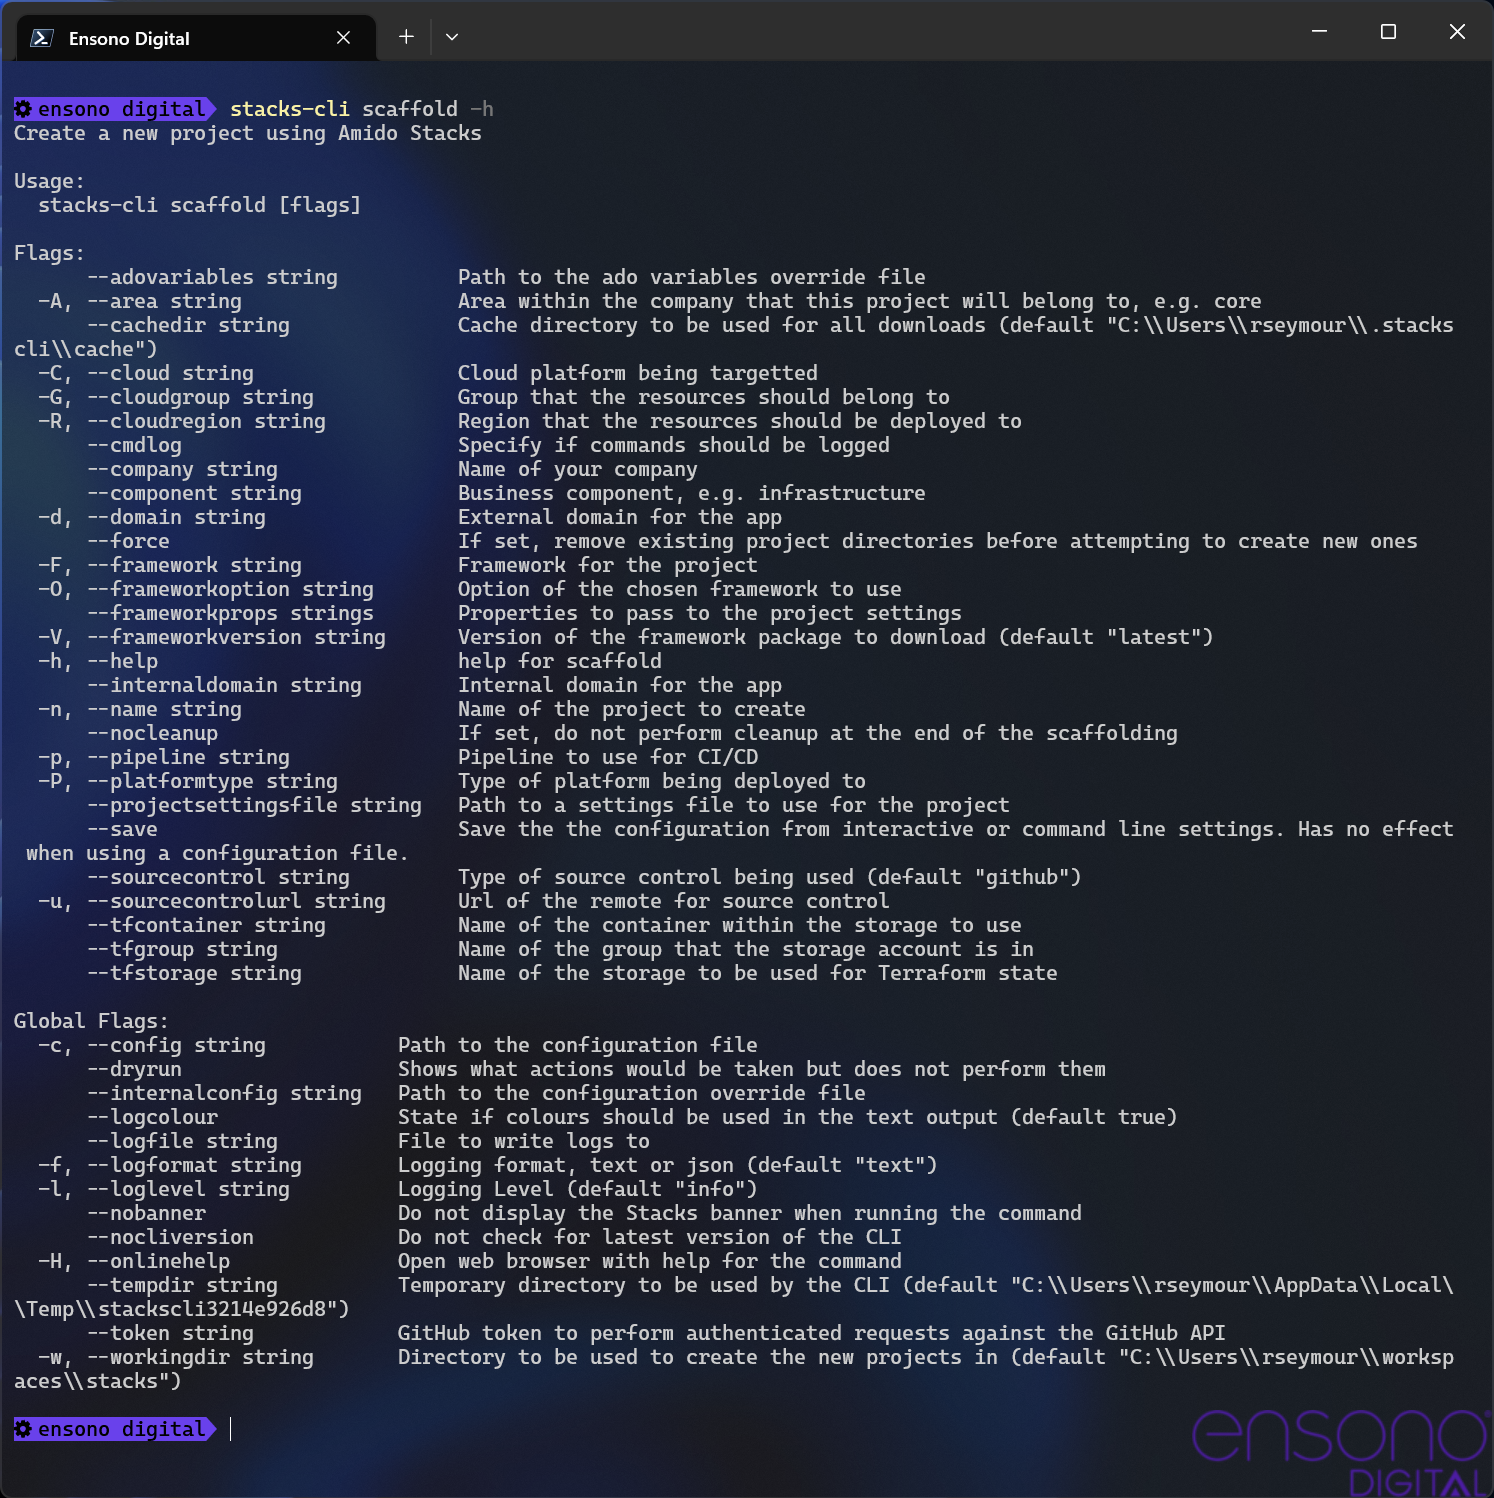 Ensono Digital
ensono digital stacks-cli scaffold -h
Create a new project using Amido Stacks
Usage:
  stacks-cli scaffold [flags]
Flags:
      --adovariables string          Path to the ado variables override file
  -A, --area string                  Area within the company that this project will belong to, e.g. core
      --cachedir string              Cache directory to be used for all downloads (default "C:\\Users\\rseymour\\.stacks
cli\\cache")
  -C, --cloud string                 Cloud platform being targetted
  -G, --cloudgroup string            Group that the resources should belong to
  -R, --cloudregion string           Region that the resources should be deployed to
      --cmdlog                       Specify if commands should be logged
      --company string               Name of your company
      --component string             Business component, e.g. infrastructure
  -d, --domain string                External domain for the app
      --force                        If set, remove existing project directories before attempting to create new ones
  -F, --framework string             Framework for the project
  -O, --frameworkoption string       Option of the chosen framework to use
      --frameworkprops strings       Properties to pass to the project settings
  -V, --frameworkversion string      Version of the framework package to download (default "latest")
  -h, --help                         help for scaffold
      --internaldomain string        Internal domain for the app
  -n, --name string                  Name of the project to create
      --nocleanup                    If set, do not perform cleanup at the end of the scaffolding
  -p, --pipeline string              Pipeline to use for CI/CD
  -P, --platformtype string          Type of platform being deployed to
      --projectsettingsfile string   Path to a settings file to use for the project
      --save                         Save the the configuration from interactive or command line settings. Has no effect
 when using a configuration file.
      --sourcecontrol string         Type of source control being used (default "github")
  -u, --sourcecontrolurl string      Url of the remote for source control
      --tfcontainer string           Name of the container within the storage to use
      --tfgroup string               Name of the group that the storage account is in
      --tfstorage string             Name of the storage to be used for Terraform state
Global Flags:
  -c, --config string           Path to the configuration file
      --dryrun                  Shows what actions would be taken but does not perform them
      --internalconfig string   Path to the configuration override file
      --logcolour               State if colours should be used in the text output (default true)
      --logfile string          File to write logs to
  -f, --logformat string        Logging format, text or json (default "text")
  -l, --loglevel string         Logging Level (default "info")
      --nobanner                Do not display the Stacks banner when running the command
      --nocliversion            Do not check for latest version of the CLI
  -H, --onlinehelp              Open web browser with help for the command
      --tempdir string          Temporary directory to be used by the CLI (default "C:\\Users\\rseymour\\AppData\\Local\
\Temp\\stackscli3214e926d8")
      --token string            GitHub token to perform authenticated requests against the GitHub API
  -w, --workingdir string       Directory to be used to create the new projects in (default "C:\\Users\\rseymour\\worksp
aces\\stacks")
ensono digital
ensono
DIGITAL